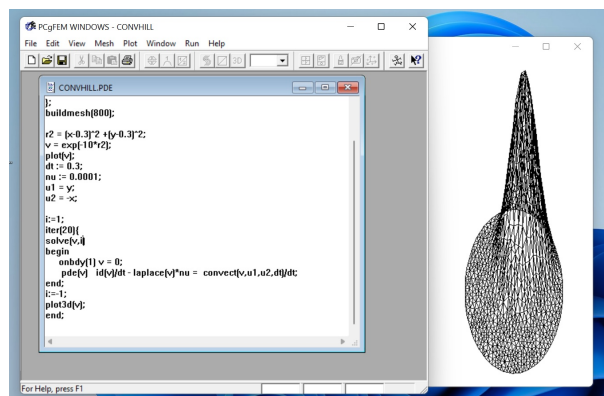 PCgFEM WINDOWS - CONVHILL
File Edit View Mesh Plot Window Run Help
3D
CONVHILL.PDE
};
buildmesh(800);
r2 = (x-0.3)^2 +(y-0.3)^2;
v = exp(-10*r2);
plot(v);
dt := 0.3;
nu := 0.0001;
u1 = y;
u2 = -x;
i:=1;
iter(20){
solve(v,i)
begin
onbdy(1) v = 0;
pde(v) id(v)/dt - laplace(v)*nu = convect(v,u1,u2,dt)/dt;
end;
i:=-1;
plot3d(v);
end;
For Help, press F1